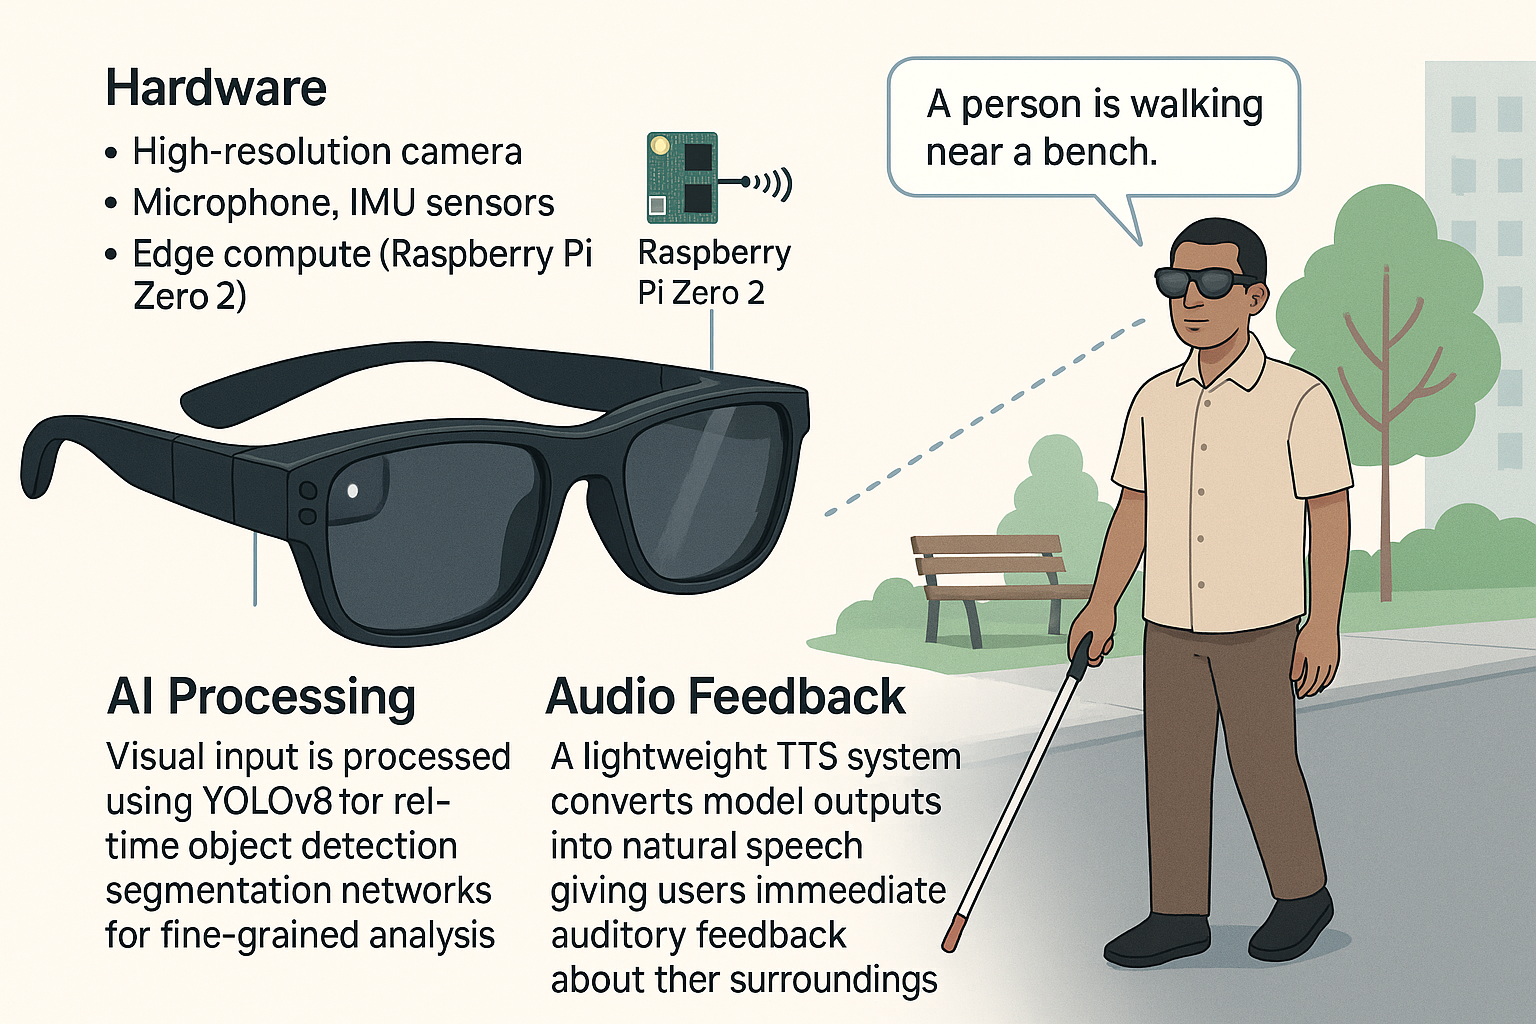 Hardware
• High-resolution camera
• Microphone, IMU sensors
• Edge compute (Raspberry Pi
Zero 2)
Raspberry
Pi Zero 2
A person is walking
near a bench.
AI Processing
Visual input is processed
using YOLOv8 tor rel-
time object detection
segmentation networks
for fine-grained analysis
Audio Feedback
A lightweight TTS system
converts model outputs
into natural speech
giving users immeediate
auditory feedback
about ther surroundings